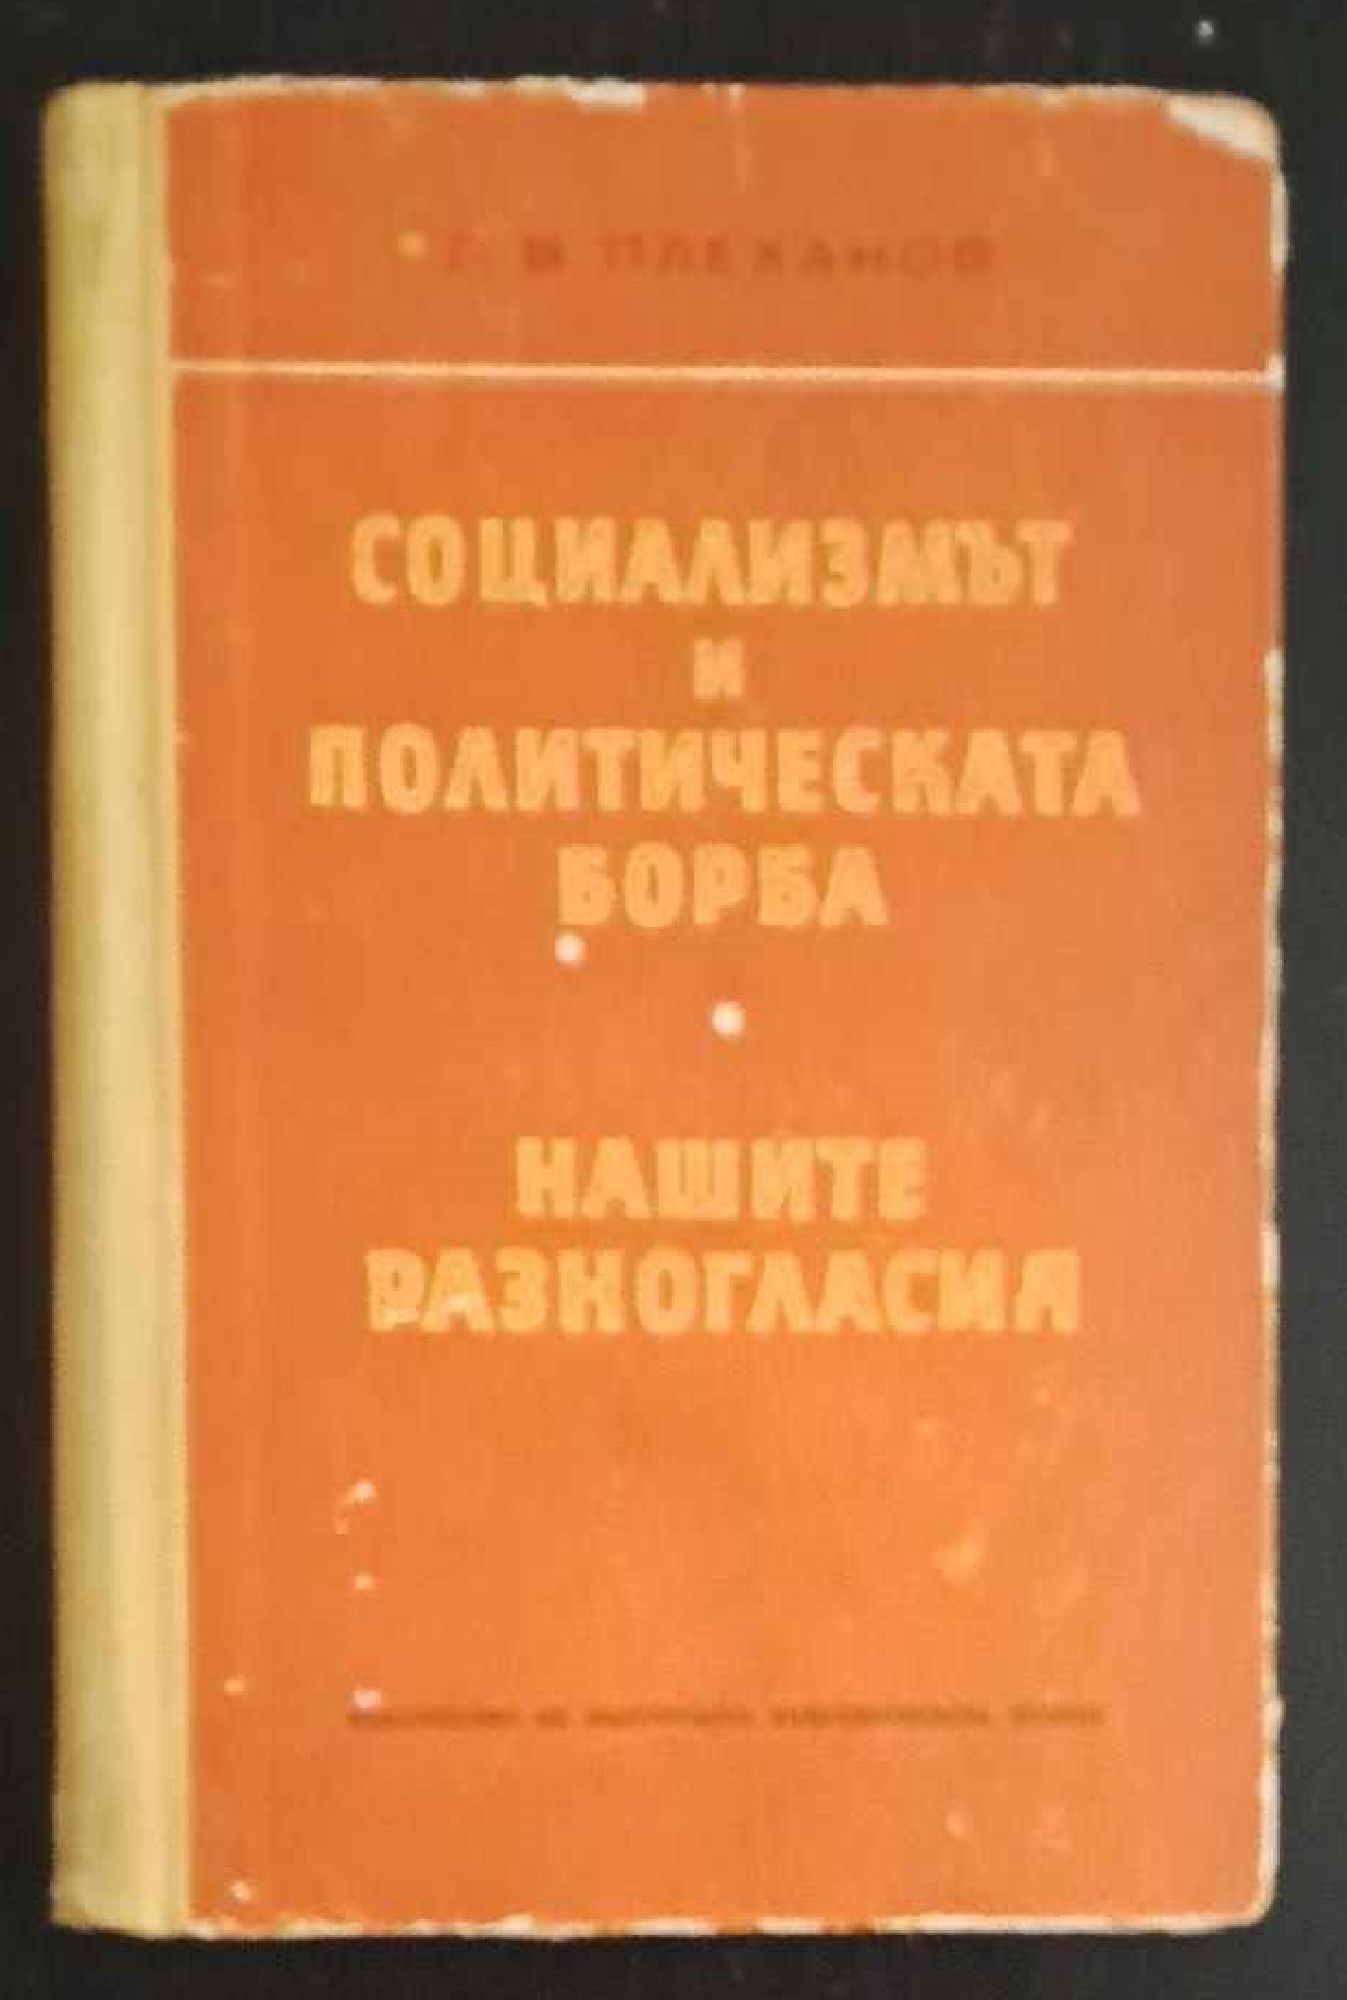 Г. В. ПЛЕХАНОВ
СОЦИАЛИЗМЪТ
И
ПОЛИТИЧЕСКАТА
БОРБА
НАШИТЕ
РАЗНОГЛАСИЯ